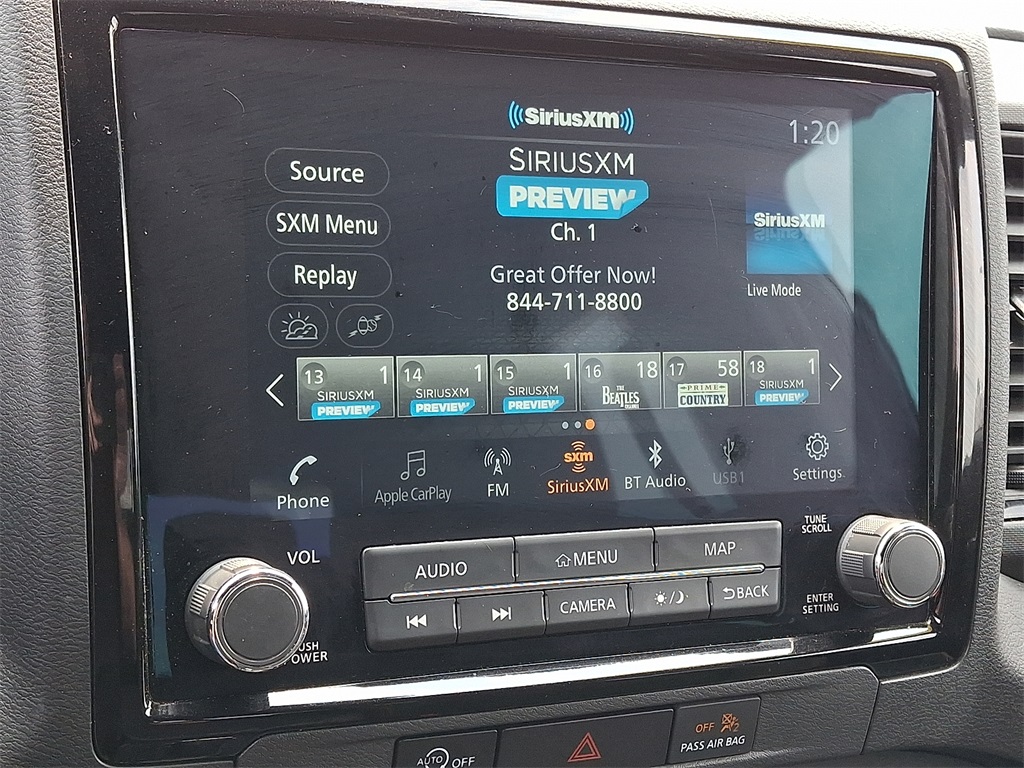 SiriusXM
1:20
Source
SXM Menu
Replay
SIRIUSXM
PREVIEW
Ch. 1
Great Offer Now!
844-711-8800
SiriusXM
Live Mode
13 1
SIRIUSXM
PREVIEW
14 1
SIRIUSXM
PREVIEW
15 1
SIRIUSXM
PREVIEW
16 18
THE
BEATLES
CHANNEL
17 58
PRIME
COUNTRY
18 1
SIRIUSXM
PREVIEW
Phone
Apple CarPlay
FM
sxm
SiriusXM
BT Audio
USB1
Settings
VOL
PUSH
POWER
AUDIO
MENU
MAP
CAMERA
BACK
TUNE
SCROLL
ENTER
SETTING
AUTO OFF
OFF 2
PASS AIR BAG